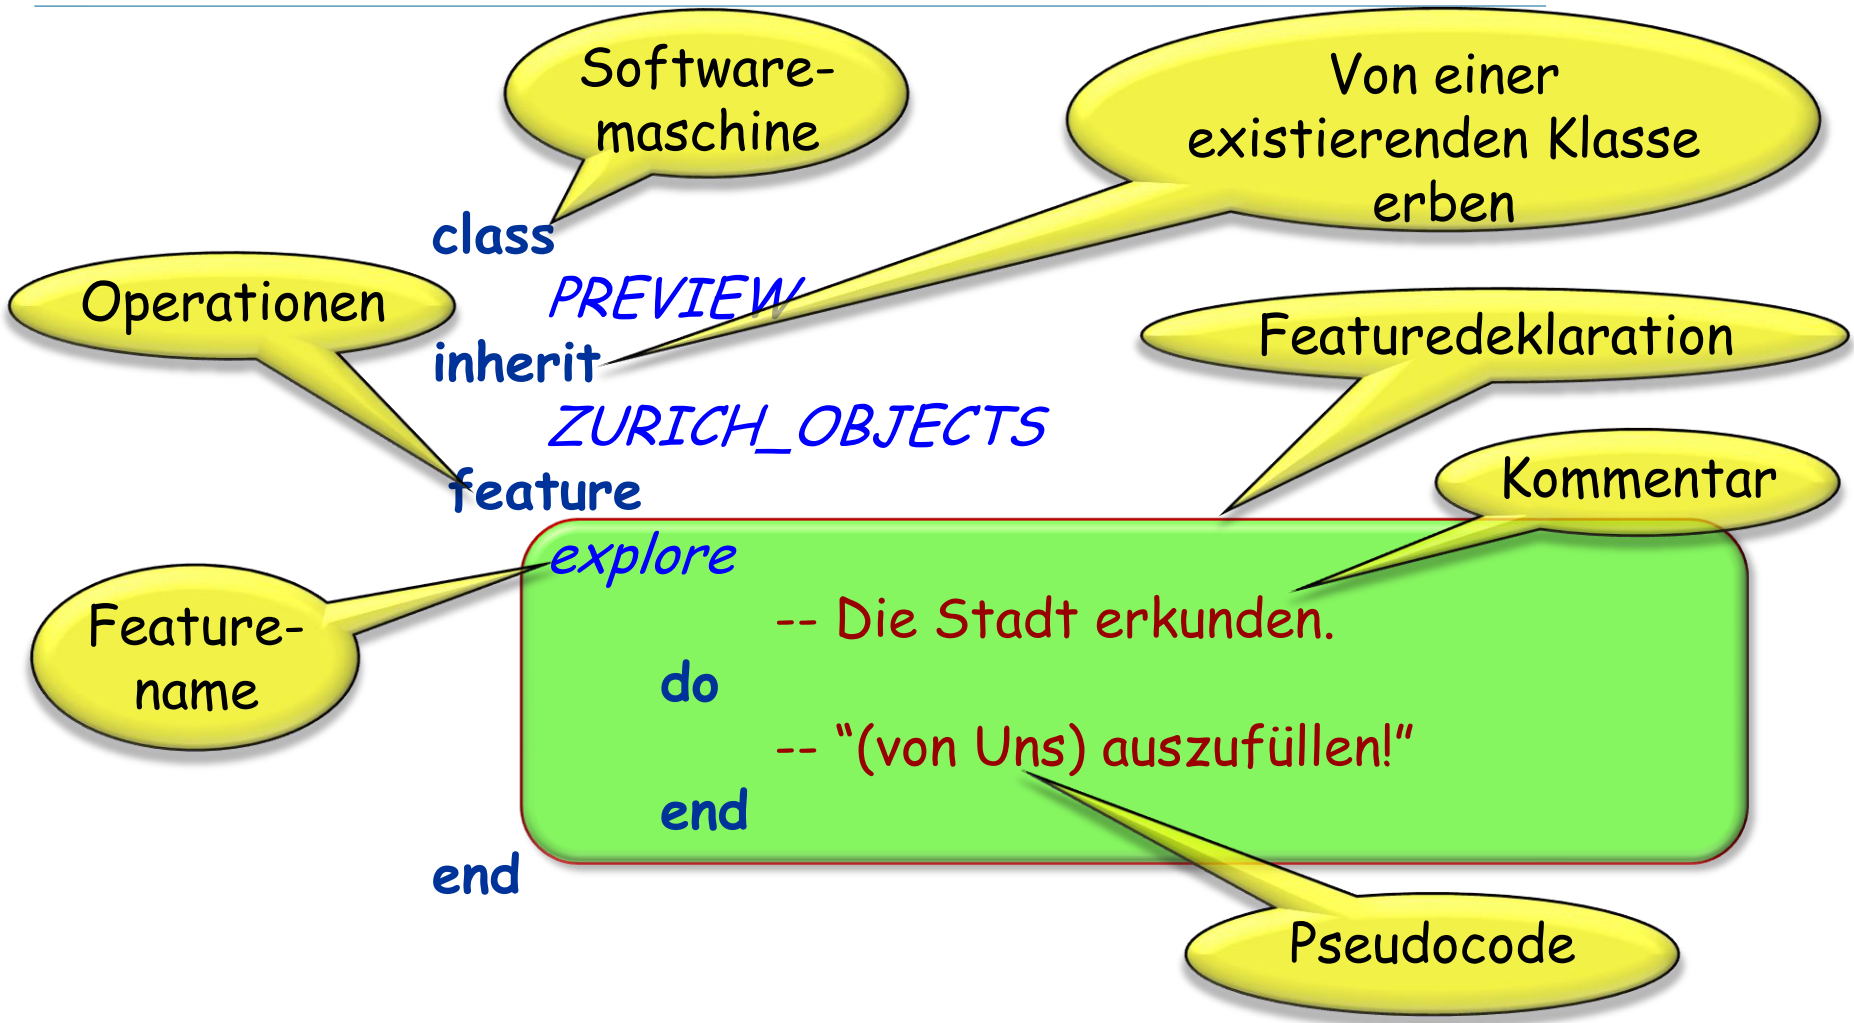 Software-
maschine
Von einer
existierenden Klasse
erben
class
Operationen
PREVIEW
inherit
Featuredeklaration
ZURICH_OBJECTS
feature
Kommentar
explore
Feature-
name
-- Die Stadt erkunden.
do
-- “(von Uns) auszufüllen!”
end
end
Pseudocode